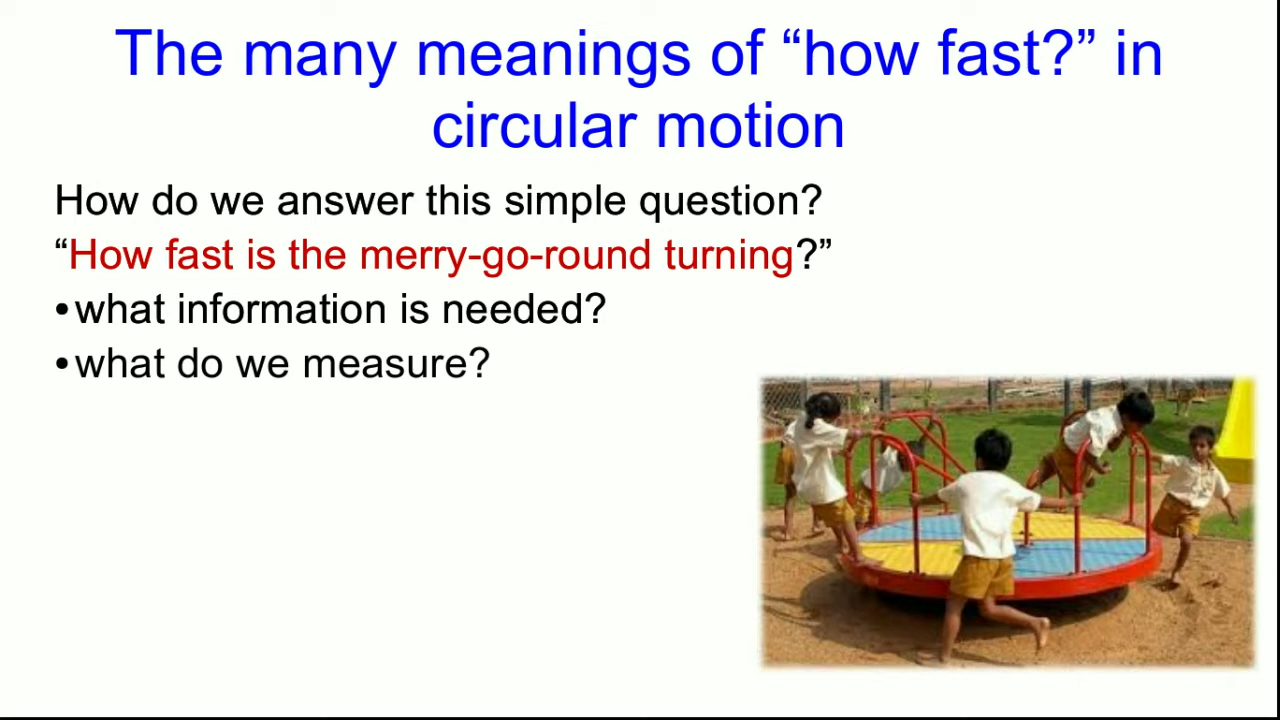 The many meanings of “how fast?” in
circular motion
How do we answer this simple question?
“How fast is the merry-go-round turning?”
•what information is needed?
•what do we measure?